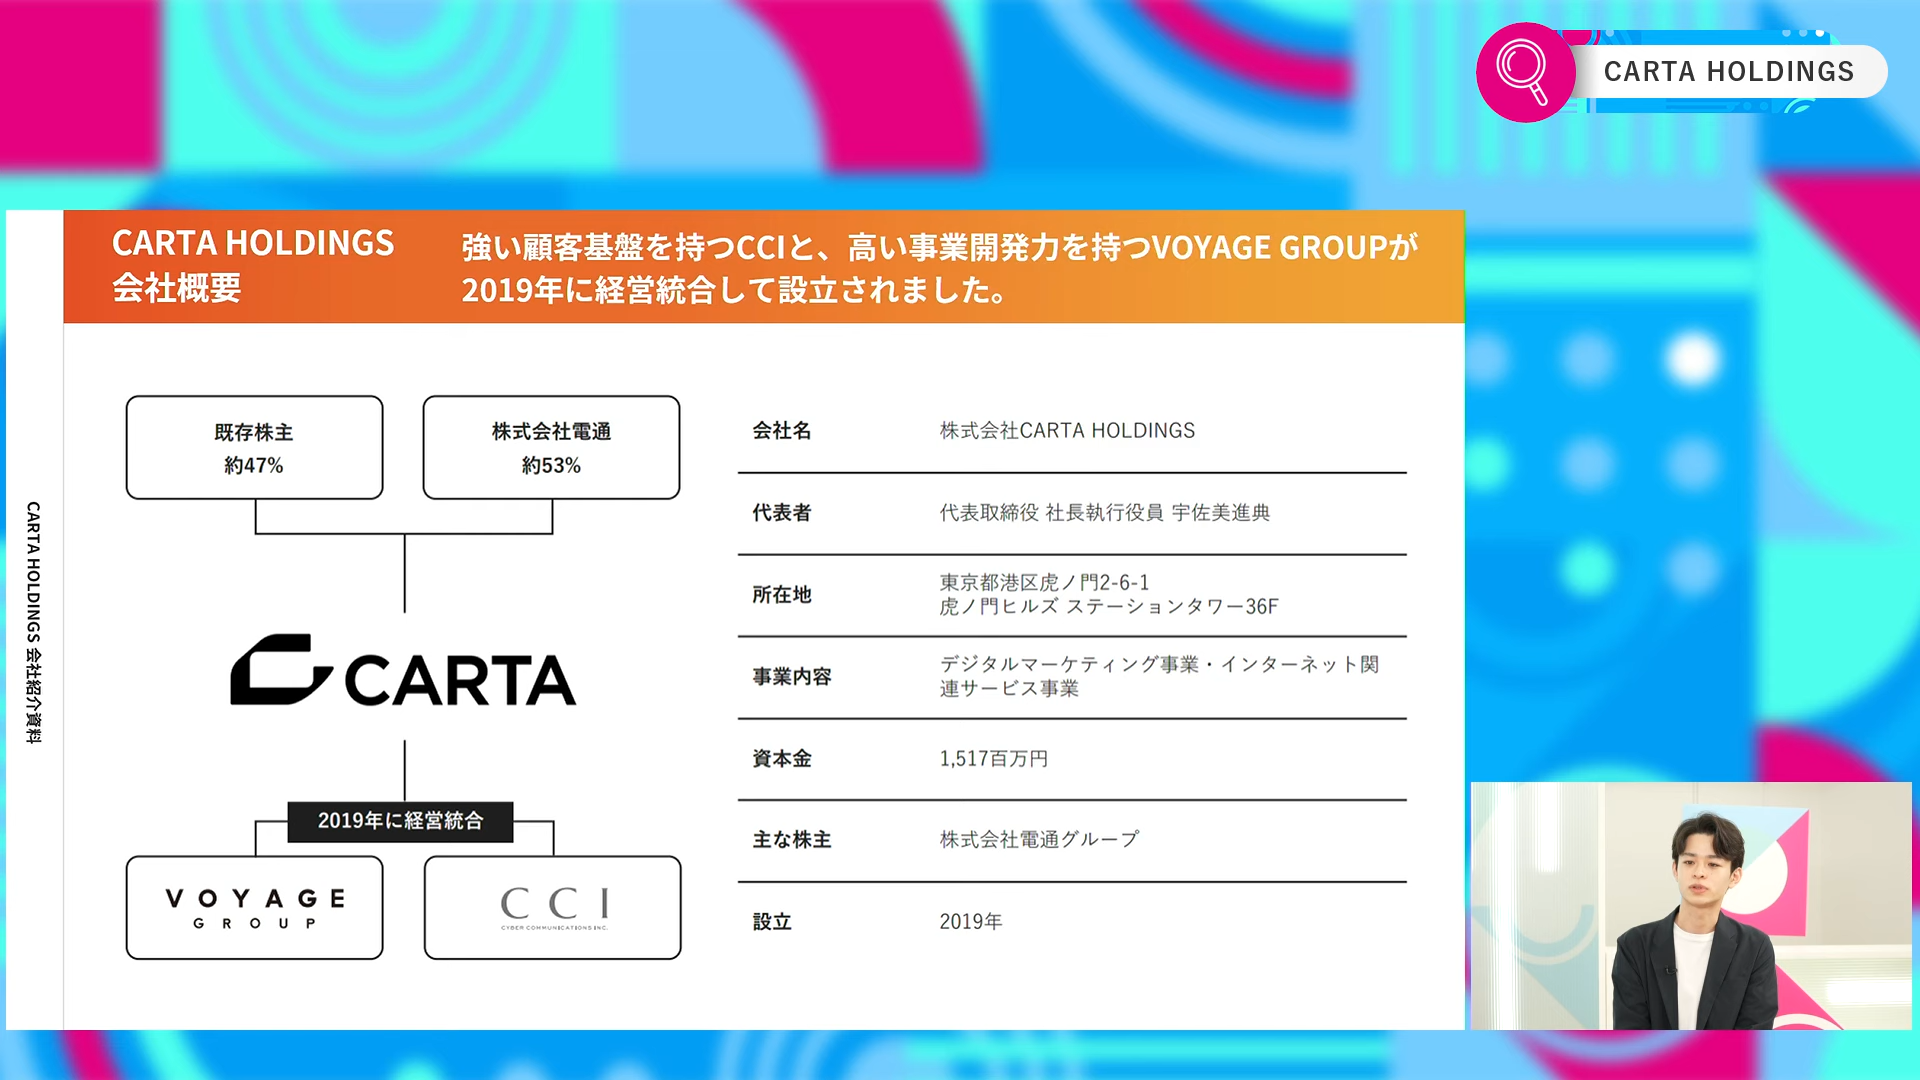 CARTA HOLDINGS
CARTA HOLDINGS
会社概要
強い顧客基盤を持つCCIと、高い事業開発力を持つVOYAGE GROUPが
2019年に経営統合して設立されました。
CARTA HOLDINGS 会社紹介資料
既存株主
約47%
株式会社電通
約53%
CARTA
2019年に経営統合
VOYAGE
GROUP
CCI
CYBER COMMUNICATIONS INC.
会社名
株式会社CARTA HOLDINGS
代表者
代表取締役 社長執行役員 宇佐美進典
所在地
東京都港区虎ノ門2-6-1
虎ノ門ヒルズ ステーションタワー36F
事業内容
デジタルマーケティング事業・インターネット関
連サービス事業
資本金
1,517百万円
主な株主
株式会社電通グループ
設立
2019年